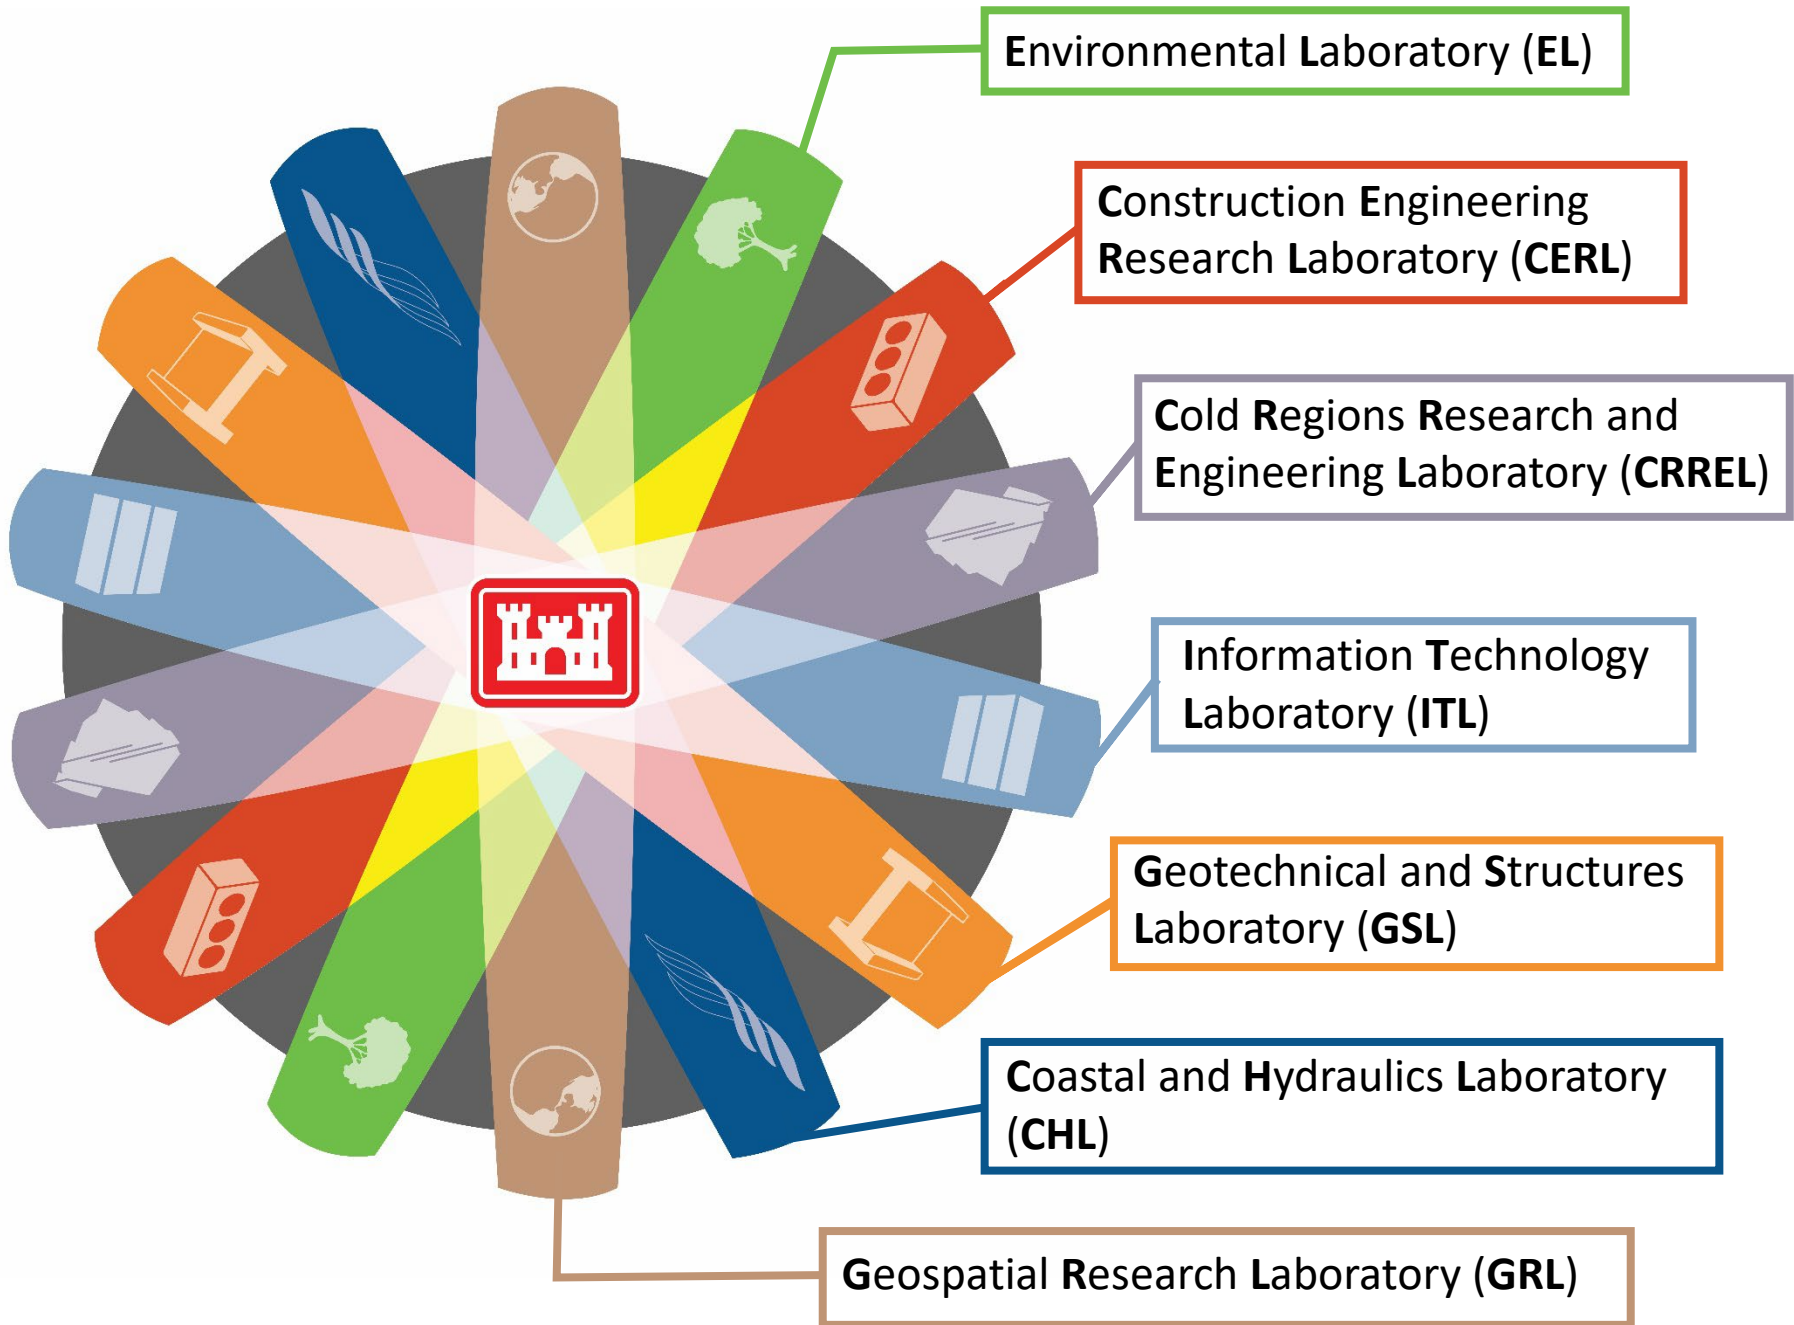 Environmental Laboratory (EL)
Construction Engineering
Research Laboratory (CERL)
Cold Regions Research and
Engineering Laboratory (CRREL)
Information Technology
Laboratory (ITL)
Geotechnical and Structures
Laboratory (GSL)
Coastal and Hydraulics Laboratory
(CHL)
Geospatial Research Laboratory (GRL)